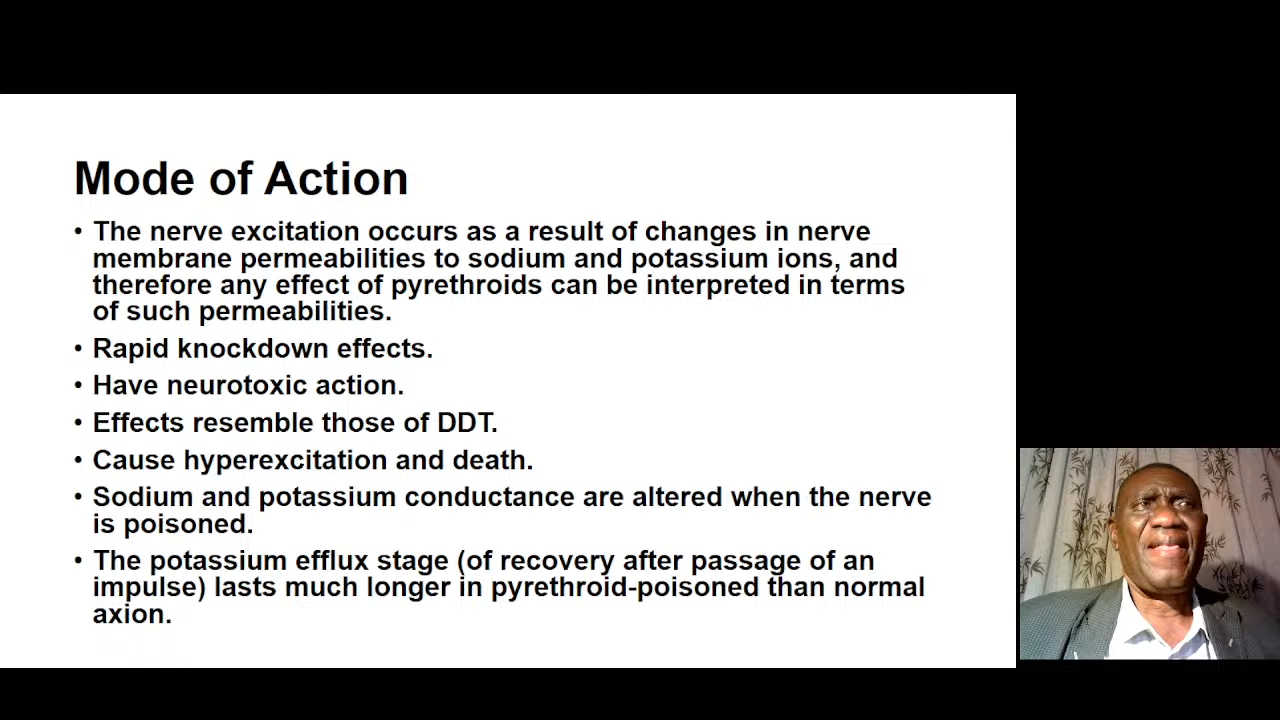 Mode of Action
• The nerve excitation occurs as a result of changes in nerve
membrane permeabilities to sodium and potassium ions, and
therefore any effect of pyrethroids can be interpreted in terms
of such permeabilities.
• Rapid knockdown effects.
• Have neurotoxic action.
• Effects resemble those of DDT.
• Cause hyperexcitation and death.
• Sodium and potassium conductance are altered when the nerve
is poisoned.
• The potassium efflux stage (of recovery after passage of an
impulse) lasts much longer in pyrethroid-poisoned than normal
axion.